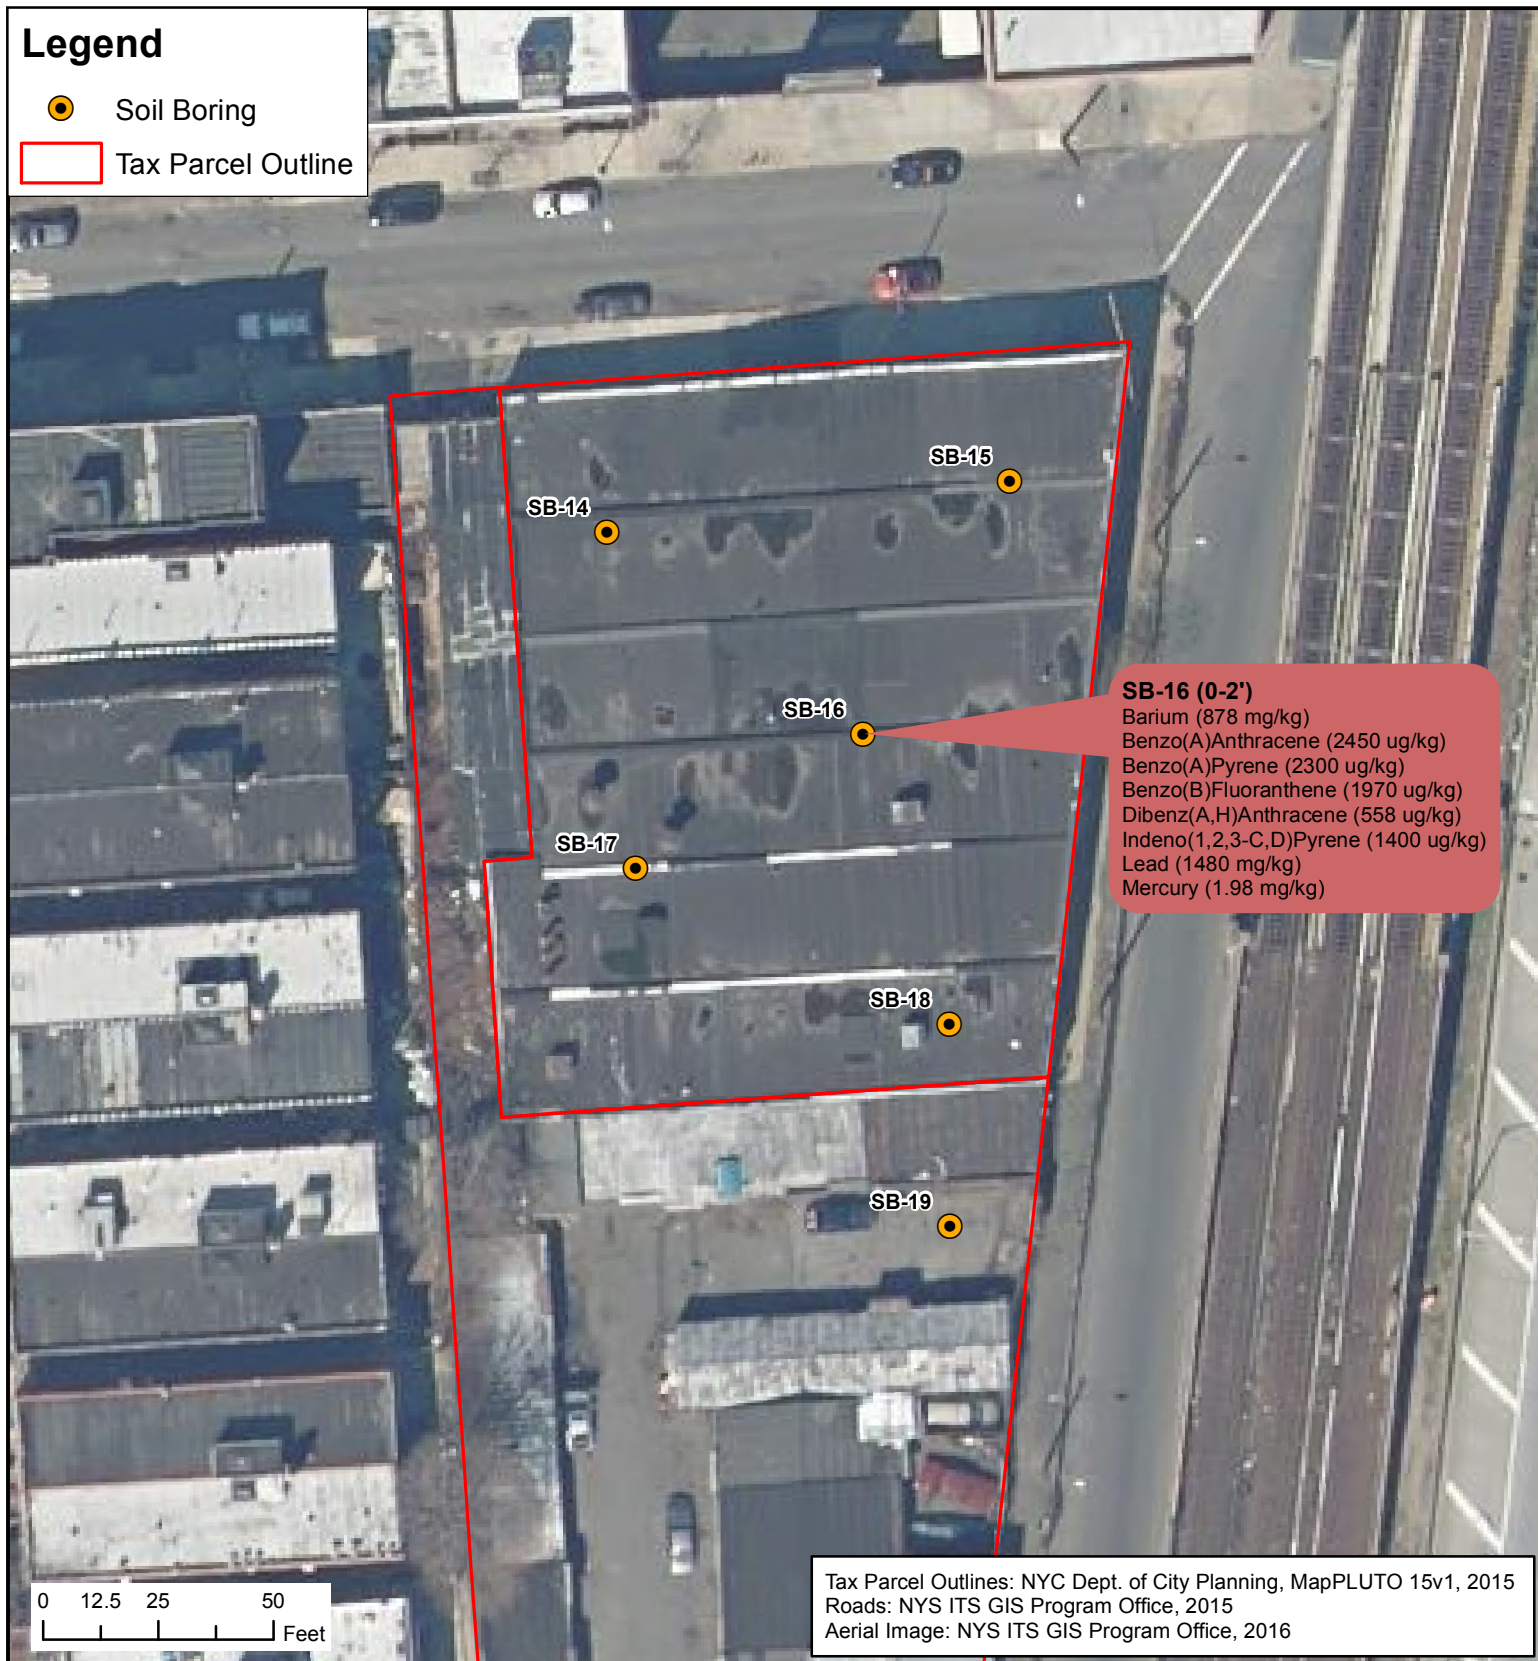 Legend
Soil Boring
Tax Parcel Outline
SB-15
SB-14
SB-16
SB-16 (0-2')
Barium (878 mg/kg)
Benzo(A)Anthracene (2450 ug/kg)
Benzo(A)Pyrene (2300 ug/kg)
Benzo(B)Fluoranthene (1970 ug/kg)
Dibenz(A,H)Anthracene (558 ug/kg)
Indeno(1,2,3-C,D)Pyrene (1400 ug/kg)
Lead (1480 mg/kg)
Mercury (1.98 mg/kg)
SB-17
SB-18
SB-19
0 12.5 25 50
Feet
Tax Parcel Outlines: NYC Dept. of City Planning, MapPLUTO 15v1, 2015
Roads: NYS ITS GIS Program Office, 2015
Aerial Image: NYS ITS GIS Program Office, 2016